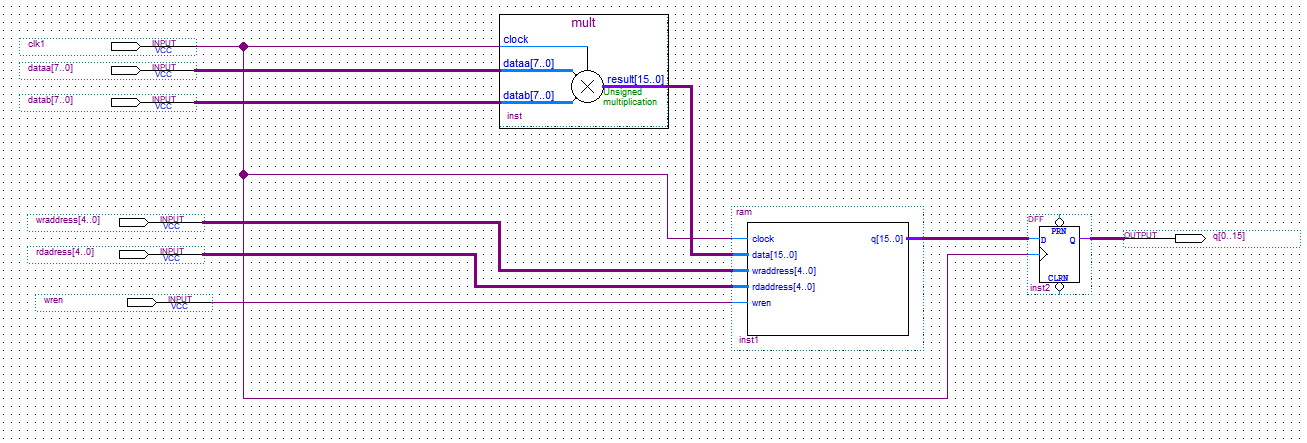 mult
clk1 INPUT VCC clock
dataa[7..0] INPUT VCC dataa[7..0]
result[15..0]
Unsigned
multiplication
datab[7..0] INPUT VCC datab[7..0]
inst
wraddress[4..0] INPUT VCC
rdadress[4..0] INPUT VCC
wren INPUT VCC
ram
clock q[15..0]
data[15..0]
wraddress[4..0]
rdaddress[4..0]
wren
inst1
DFF
PRN
D Q
CLRN
inst2
OUTPUT q[0..15]